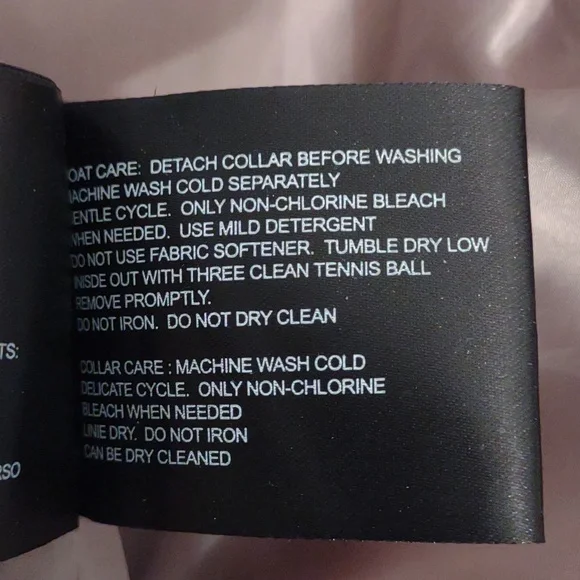 OAT CARE: DETACH COLLAR BEFORE WASHING
ACHINE WASH COLD SEPARATELY
ENTLE CYCLE. ONLY NON-CHLORINE BLEACH
WHEN NEEDED. USE MILD DETERGENT
DO NOT USE FABRIC SOFTENER. TUMBLE DRY LOW
INISDE OUT WITH THREE CLEAN TENNIS BALL
REMOVE PROMPTLY.
DO NOT IRON. DO NOT DRY CLEAN
COLLAR CARE : MACHINE WASH COLD
DELICATE CYCLE. ONLY NON-CHLORINE
BLEACH WHEN NEEDED
LINIE DRY. DO NOT IRON
CAN BE DRY CLEANED
TS:
RSO